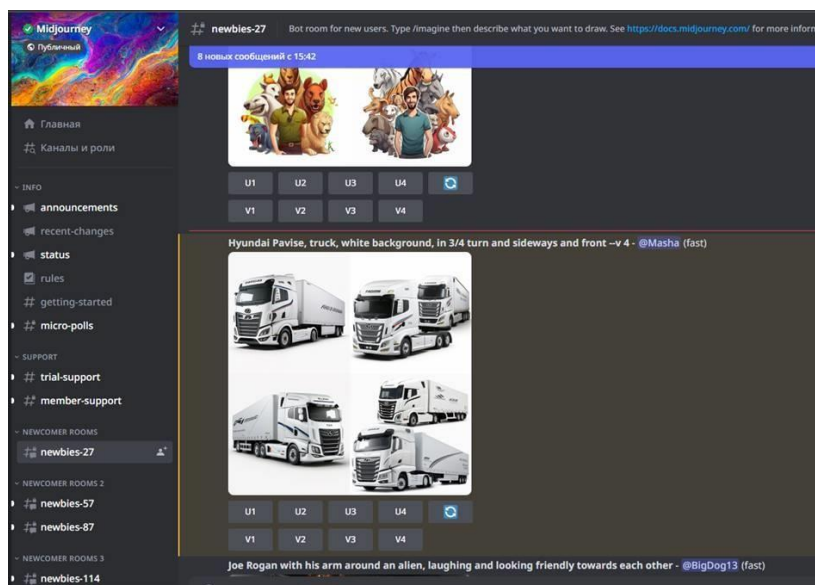 Midjourney
Публичный
Главная
Каналы и роли
INFO
announcements
recent-changes
status
rules
getting-started
micro-polls
SUPPORT
trial-support
member-support
NEWCOMER ROOMS
newbies-27
NEWCOMER ROOMS 2
newbies-57
newbies-87
NEWCOMER ROOMS 3
newbies-114
newbies-27 Bot room for new users. Type /imagine then describe what you want to draw. See https://docs.midjourney.com/ for more inforn
8 новых сообщений с 15:42
U1 U2 U3 U4
V1 V2 V3 V4
Hyundai Pavise, truck, white background, in 3/4 turn and sideways and front --v 4 - @Masha (fast)
U1 U2 U3 U4
V1 V2 V3 V4
Joe Rogan with his arm around an alien, laughing and looking friendly towards each other - @BigDog13 (fast)